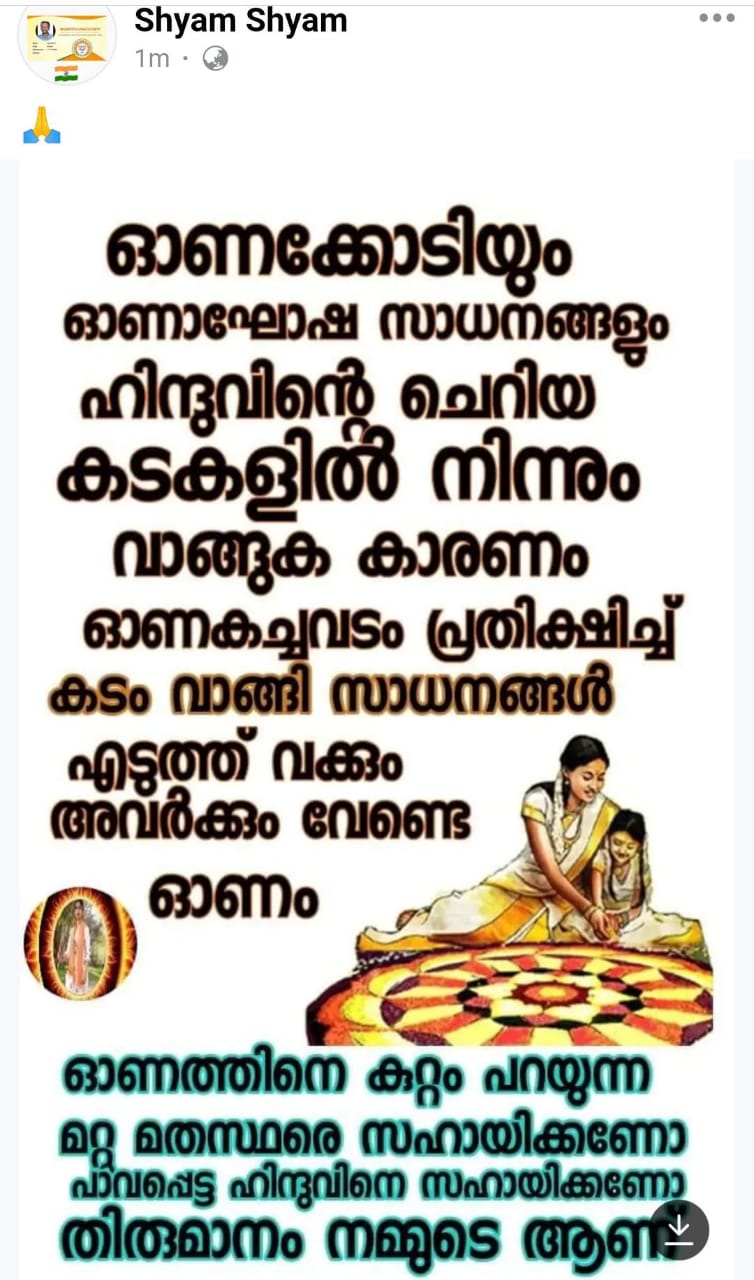 Shyam Shyam
1m
ഓണക്കോടിയും
ഓണാഘോഷ സാധനങ്ങളും
ഹിന്ദുവിന്റെ ചെറിയ
കടകളിൽ നിന്നും
വാങ്ങുക കാരണം
ഓണകച്ചവടം പ്രതിക്ഷിച്ച്
കടം വാങ്ങി സാധനങ്ങൾ
എടുത്ത് വക്കും
അവർക്കും വേണ്ടെ
ഓണം
ഓണത്തിനെ കുറ്റം പറയുന്ന
മറ്റു മതസ്ഥരെ സഹായിക്കണോ
പാവപ്പെട്ട ഹിന്ദുവിനെ സഹായിക്കണോ
തിരുമാനം നമ്മുടെ ആണ്